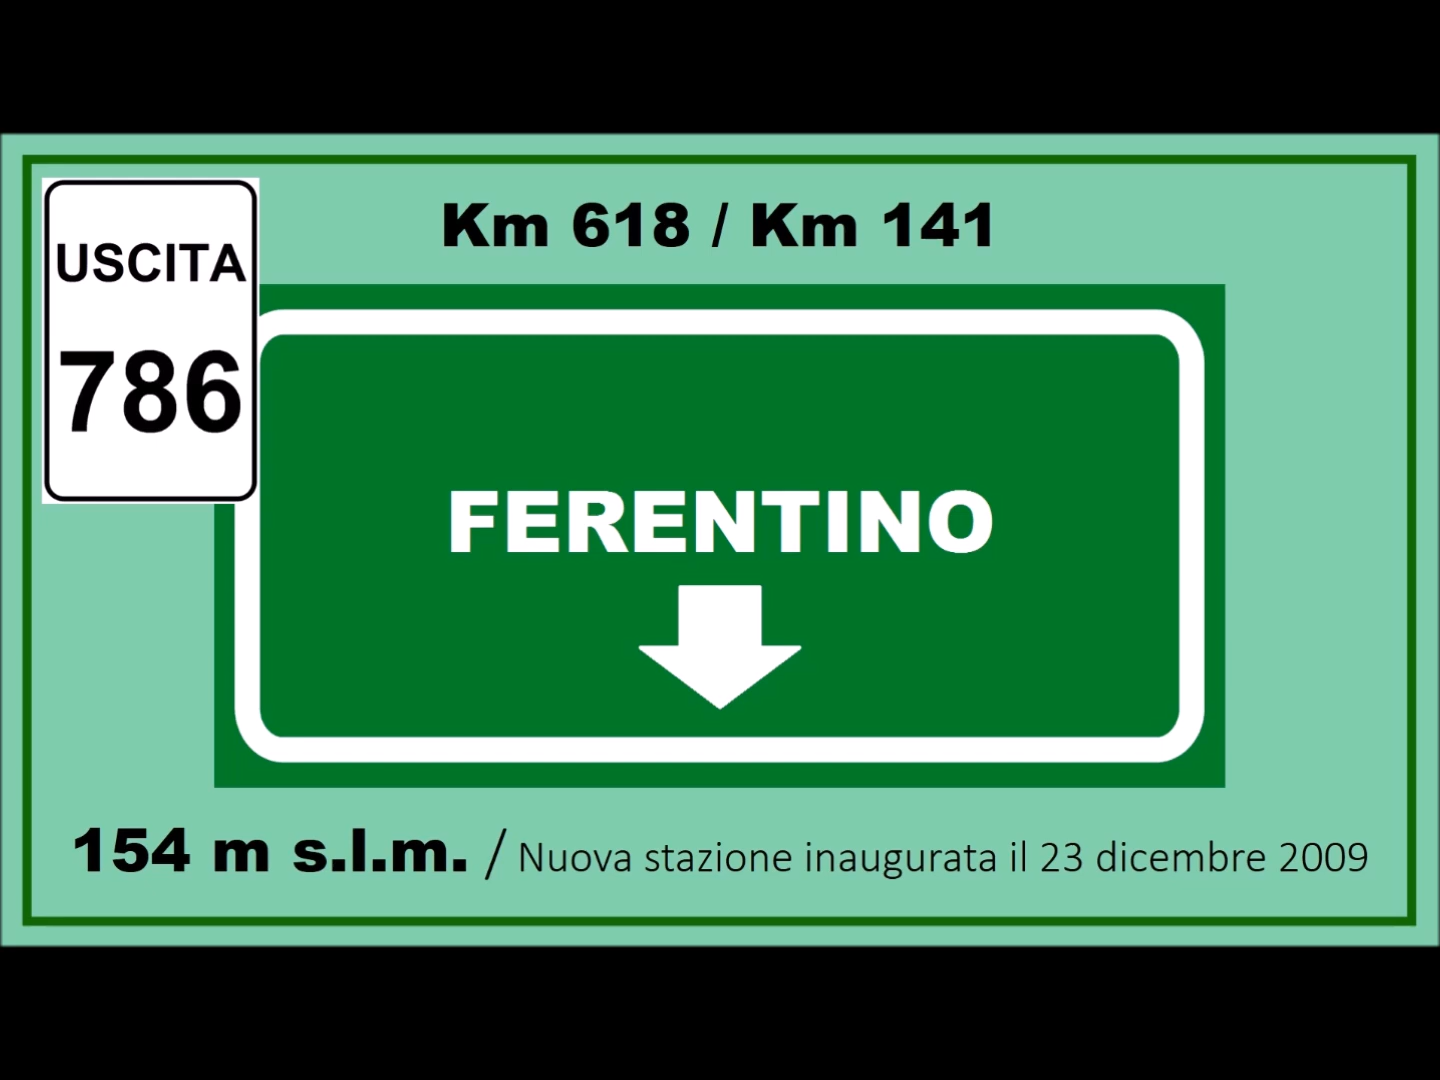 Km 618 / Km 141
USCITA
786
FERENTINO
154 m s.l.m. / Nuova stazione inaugurata il 23 dicembre 2009